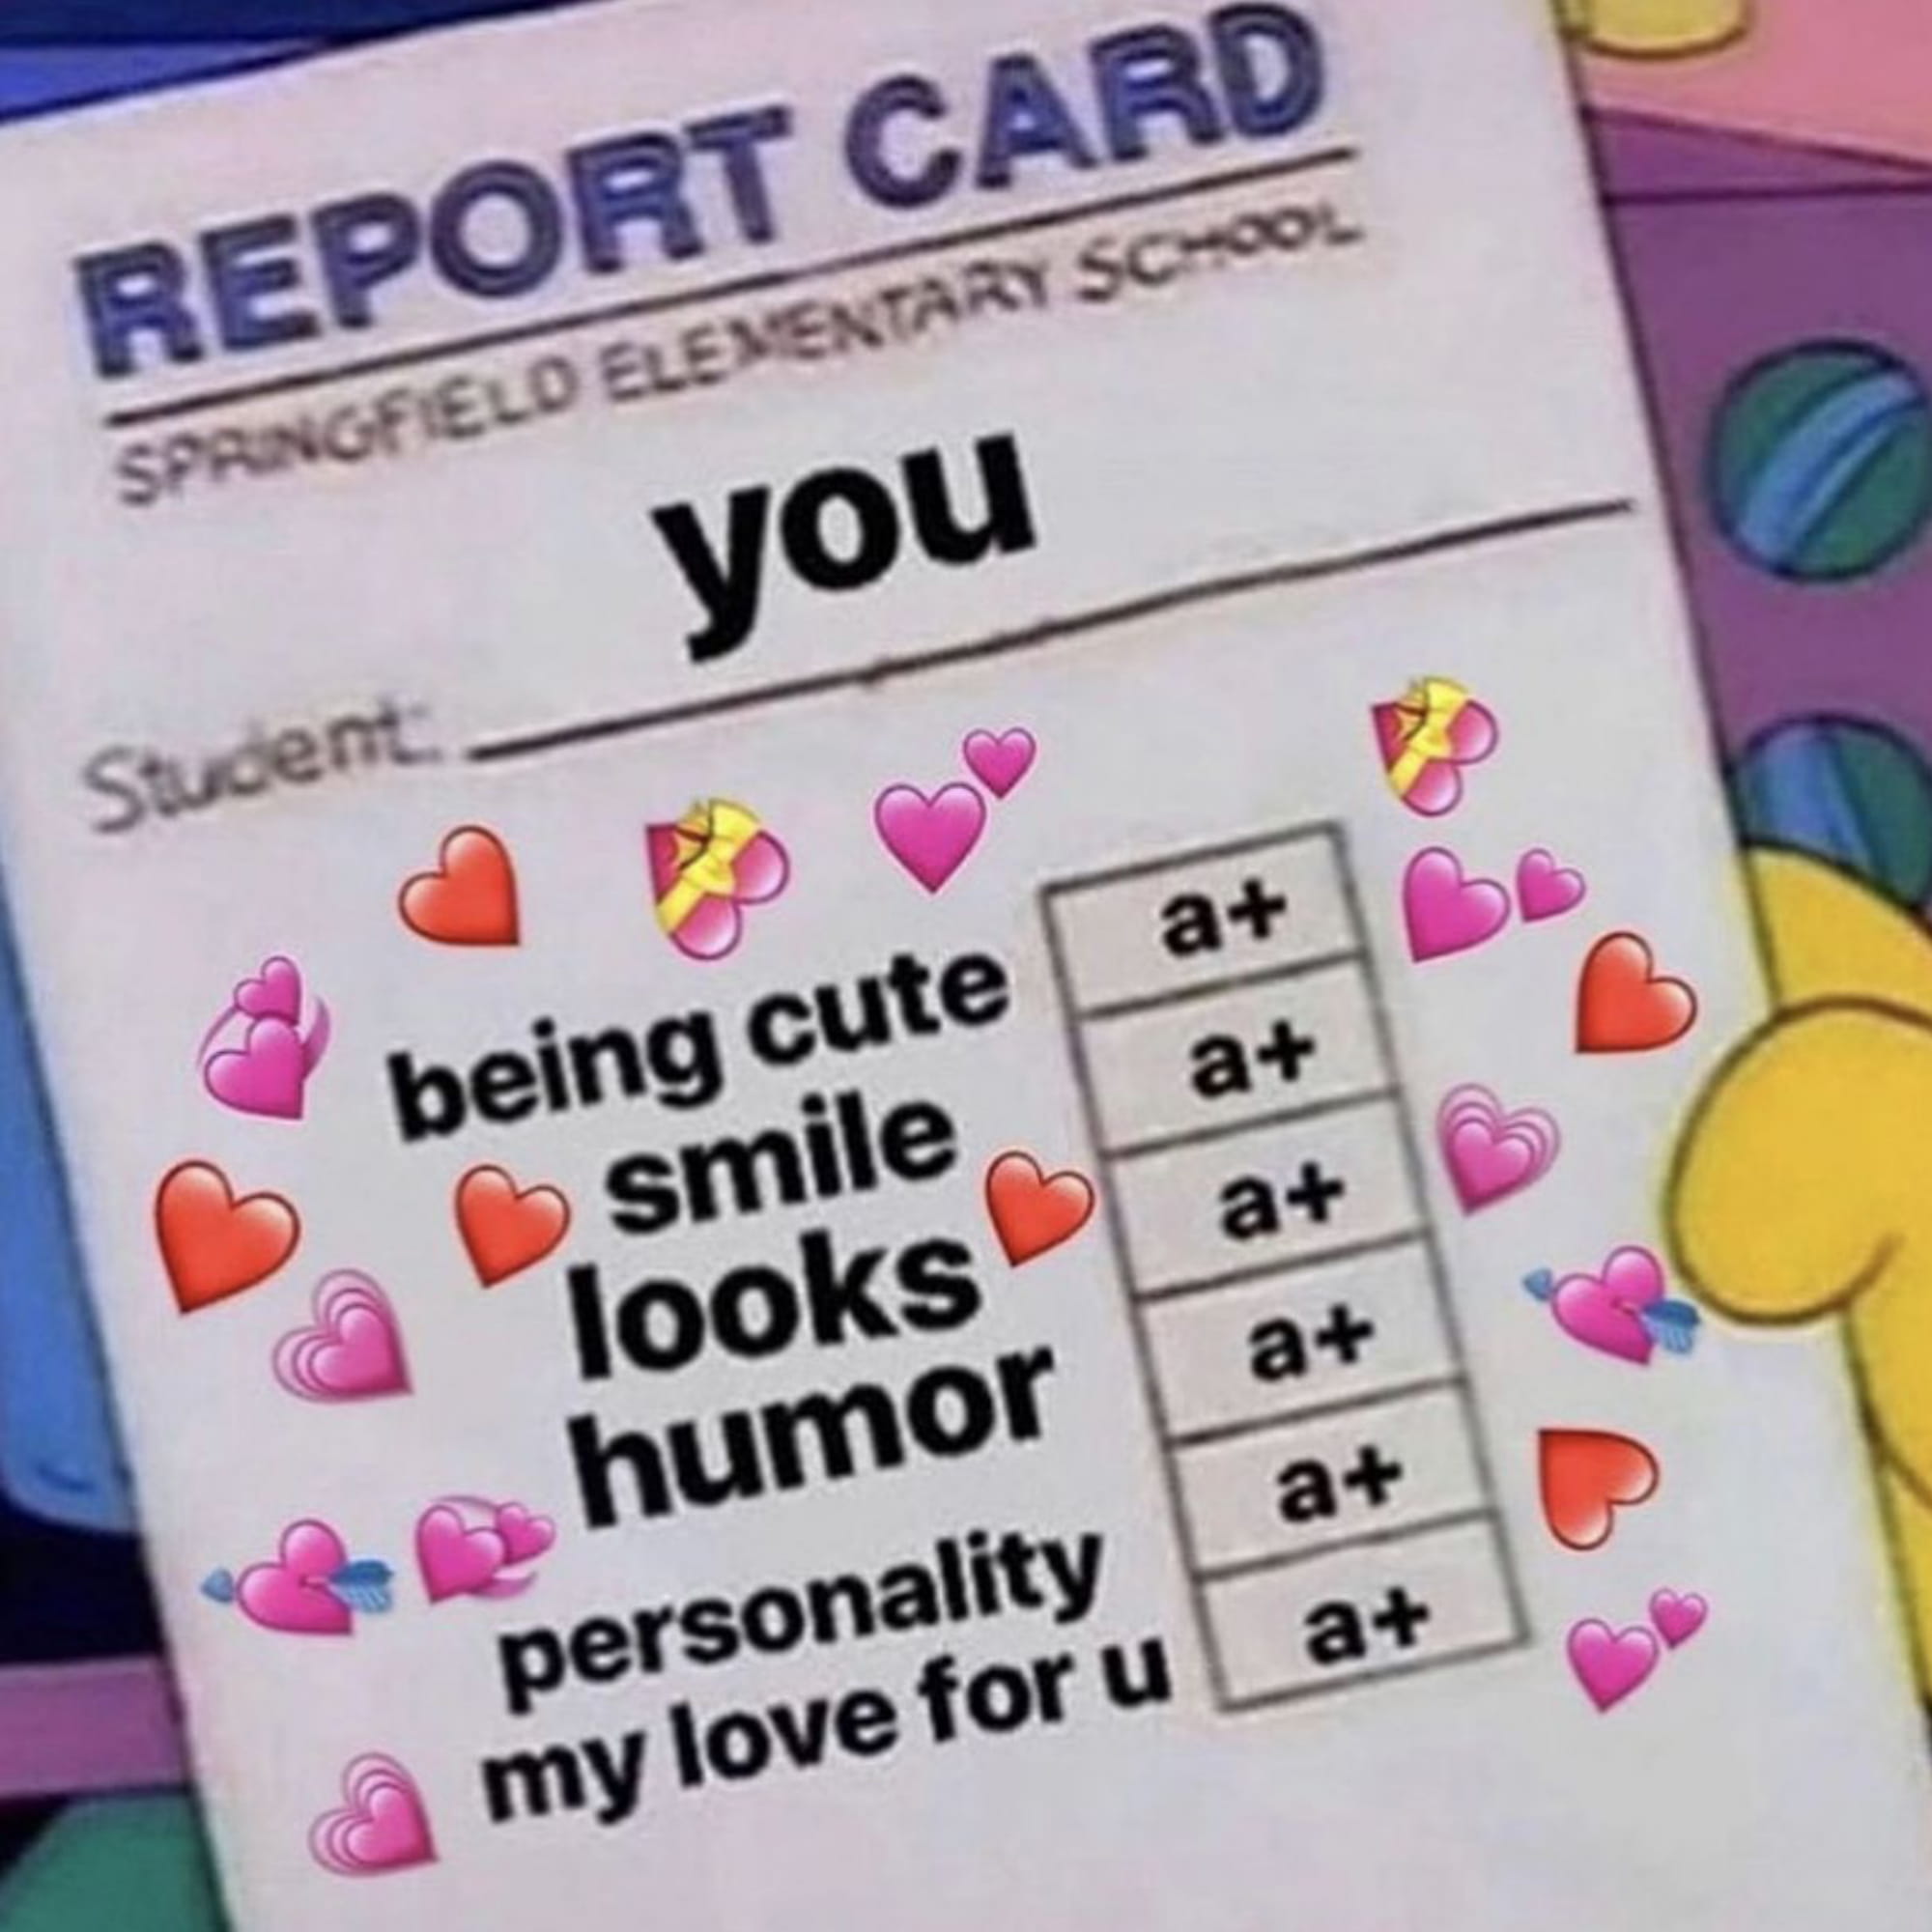 REPORT CARD
SPRINGFIELD ELEMENTARY SCHOOL
you
Student:
being cute a+
smile a+
looks a+
humor a+
personality a+
my love for u a+